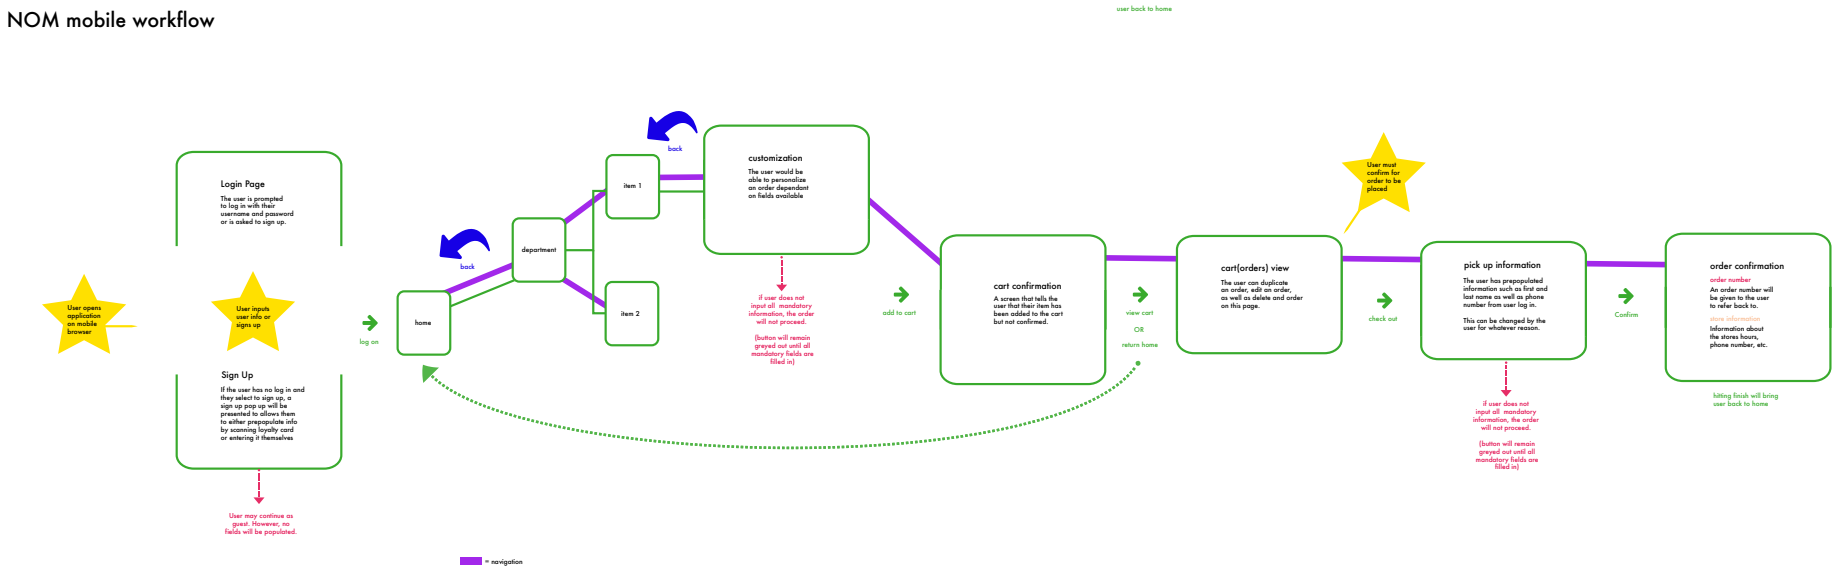 NOM mobile workflow
user back to home
User opens
application
on mobile
browser
Login Page
The user is prompted
to log in with their
username and password
or is asked to sign up.
User inputs
user info or
signs up
Sign Up
If the user has no log in and
they select to sign up, a
sign up pop up will be
presented to allows them
to either prepopulate info
by scanning loyalty card
or entering it themselves
User may continue as
guest. However, no
fields will be populated.
log on
home
back
department
item 1
item 2
back
customization
The user would be
able to personalize
an order dependant
on fields available
if user does not
input all mandatory
information, the order
will not proceed.
(button will remain
greyed out until all
mandatory fields are
filled in)
add to cart
cart confirmation
A screen that tells the
user that their item has
been added to the cart
but not confirmed.
view cart
OR
return home
cart(orders) view
The user can duplicate
an order, edit an order,
as well as delete and order
on this page.
User must
confirm for
order to be
placed
check out
pick up information
The user has prepopulated
information such as first and
last name as well as phone
number from user log in.
This can be changed by the
user for whatever reason.
if user does not
input all mandatory
information, the order
will not proceed.
(button will remain
greyed out until all
mandatory fields are
filled in)
Confirm
order confirmation
order number
An order number will
be given to the user
to refer back to.
store information
Information about
the stores hours,
phone number, etc.
hitting finish will bring
user back to home
= navigation